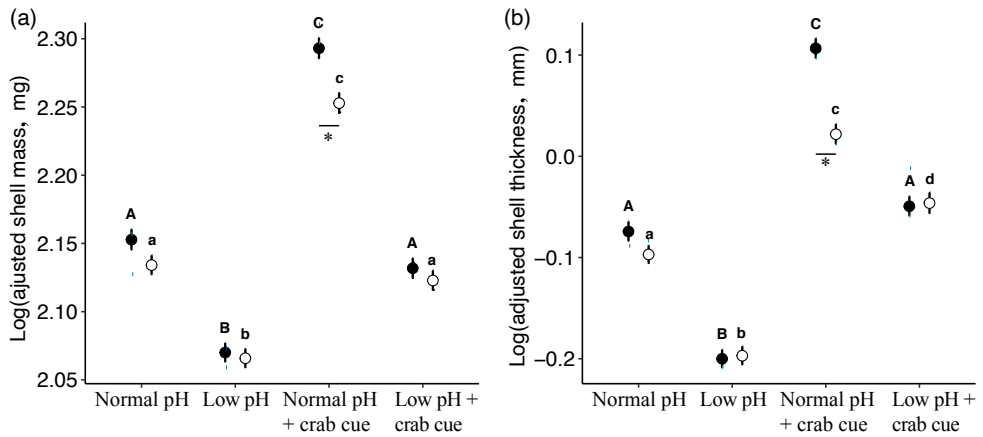 (a)
Log(ajusted shell mass, mg)
2.30
2.25
2.20
2.15
2.10
2.05
A
a
B
b
C
c
*
A
a
Normal pH
Low pH
Normal pH
+ crab cue
Low pH +
crab cue
(b)
Log(adjusted shell thickness, mm)
0.1
0.0
−0.1
−0.2
A
a
B
b
C
c
*
A
d
Normal pH
Low pH
Normal pH
+ crab cue
Low pH +
crab cue